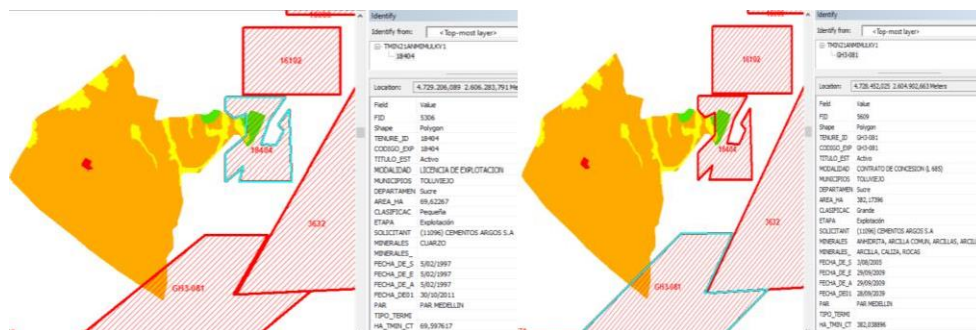 16102
18404
3632
GH3-081
Identify
Identify from: <Top-most layer>
TMIN21ANMIMULKV1
18404
Location: 4.729.206,089 2.606.283,791 Me
Field Value
FID 5306
Shape Polygon
TENURE_ID 18404
CODIGO_EXP 18404
TITULO_EST Activo
MODALIDAD LICENCIA DE EXPLOTACION
MUNICIPIOS TOLUVIEJO
DEPARTAMEN Sucre
AREA_HA 69,62267
CLASIFICAC Pequeña
ETAPA Explotación
SOLICITANT (11096) CEMENTOS ARGOS S.A
MINERALES CUARZO
MINERALES_
FECHA_DE_S 5/02/1997
FECHA_DE_E 5/02/1997
FECHA_DE_A 5/02/1997
FECHA_DE01 30/10/2011
PAR PAR MEDELLIN
TIPO_TERMI
HA_TMIN_CT 69,597617
16102
18404
3632
GH3-081
Identify
Identify from: <Top-most layer>
TMIN21ANMIMULKV1
GH3-081
Location: 4.728.452,025 2.604.902,663 Meters
Field Value
FID 5609
Shape Polygon
TENURE_ID GH3-081
CODIGO_EXP GH3-081
TITULO_EST Activo
MODALIDAD CONTRATO DE CONCESION (L 685)
MUNICIPIOS TOLUVIEJO
DEPARTAMEN Sucre
AREA_HA 382,17396
CLASIFICAC Grande
ETAPA Explotación
SOLICITANT (11096) CEMENTOS ARGOS S.A
MINERALES ANHIDRITA, ARCILLA COMUN, ARCILLAS, ARCILL
MINERALES_ ARCILLA, CALIZA, ROCAS
FECHA_DE_S 3/08/2005
FECHA_DE_E 29/09/2009
FECHA_DE_A 29/09/2009
FECHA_DE01 28/09/2039
PAR PAR MEDELLIN
TIPO_TERMI
HA_TMIN_CT 382,038896